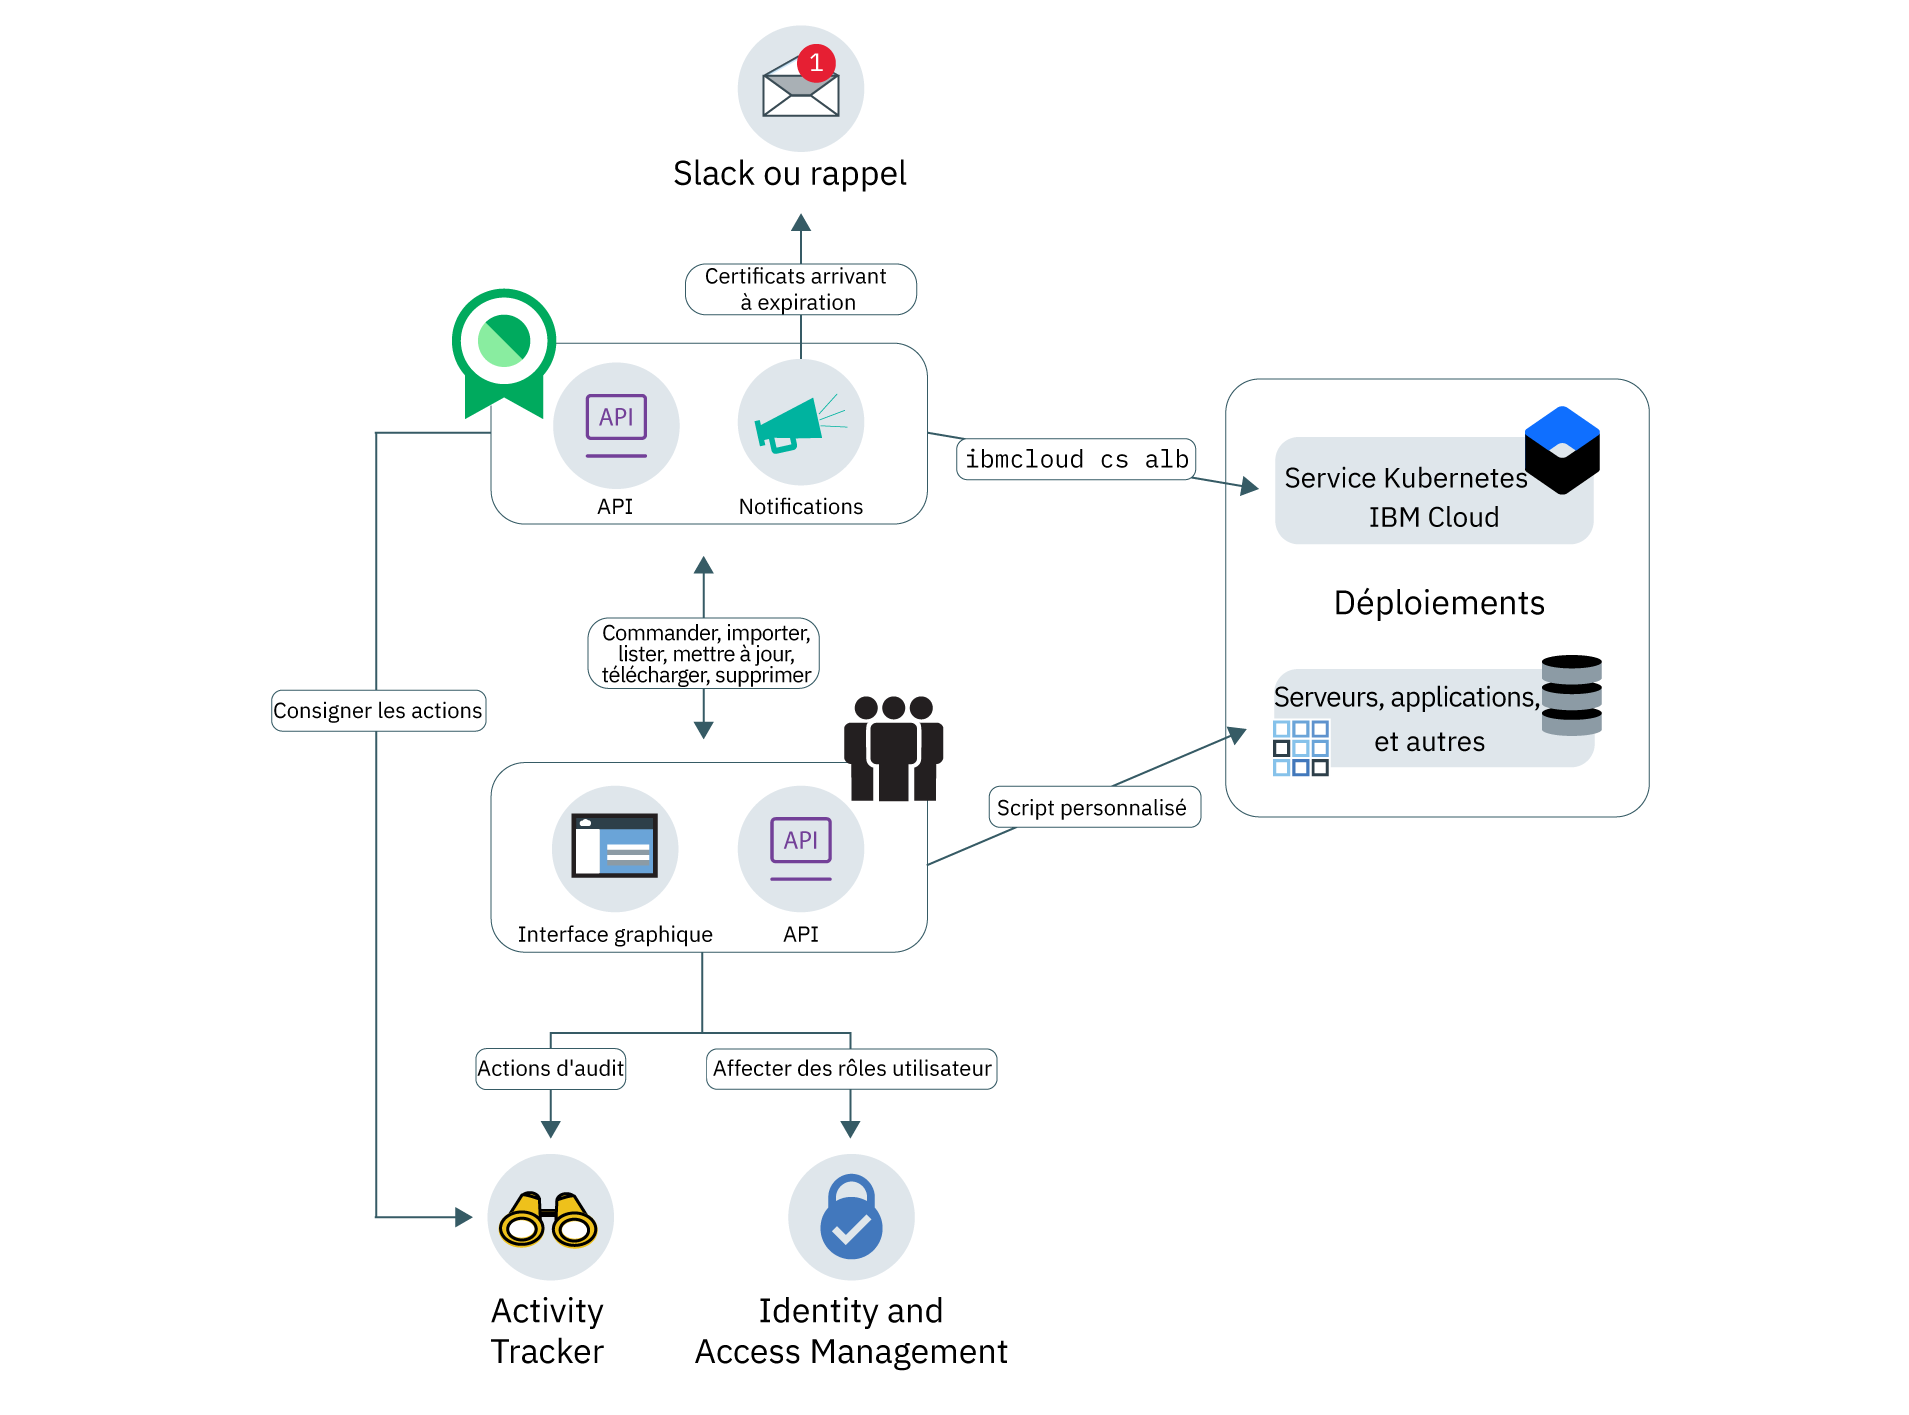 1
Slack ou rappel
Certificats arrivant
à expiration
API
API
Notifications
ibmcloud cs alb
Service Kubernetes
IBM Cloud
Déploiements
Serveurs, applications,
et autres
Commander, importer,
lister, mettre à jour,
télécharger, supprimer
Consigner les actions
Script personnalisé
API
Interface graphique
API
Actions d'audit
Affecter des rôles utilisateur
Activity
Tracker
Identity and
Access Management